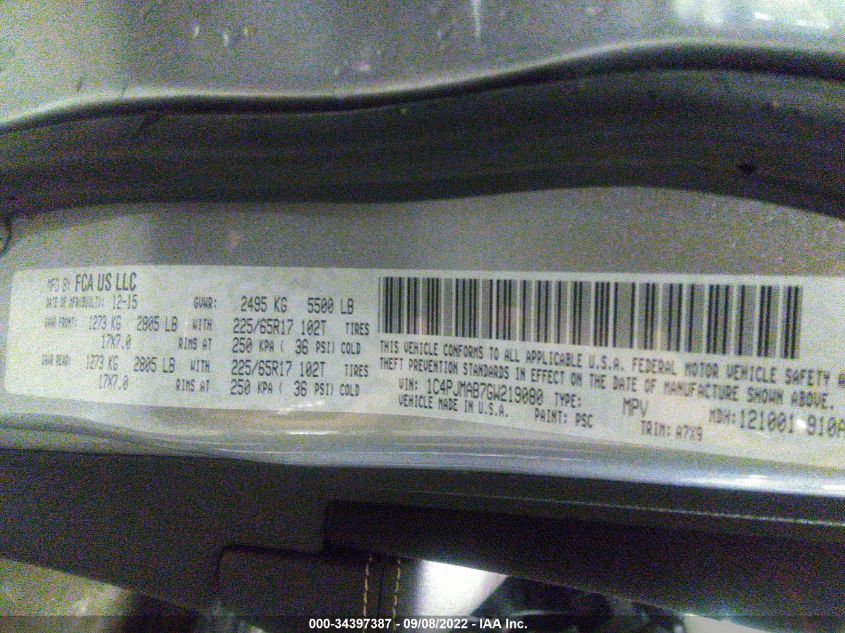 MFD BY FCA US LLC
DATE OF MFR(BUILT): 12-15 GVWR: 2495 KG 5500 LB
GAWR FRONT: 1273 KG 2805 LB WITH 225/65R17 102T TIRES
17X7.0 RIMS AT 250 KPA ( 36 PSI) COLD
GAWR REAR: 1273 KG 2805 LB WITH 225/65R17 102T TIRES
17X7.0 RIMS AT 250 KPA ( 36 PSI) COLD
THIS VEHICLE CONFORMS TO ALL APPLICABLE U.S.A. FEDERAL MOTOR VEHICLE SAFETY A
THEFT PREVENTION STANDARDS IN EFFECT ON THE DATE OF MANUFACTURE SHOWN ABOVE.
VIN: 1C4PJMAB7GW219080 TYPE: MPV MDH: 121001 910A
VEHICLE MADE IN U.S.A. PAINT: PSC TRIM: A7X9
000-34397387 - 09/08/2022 - IAA Inc.